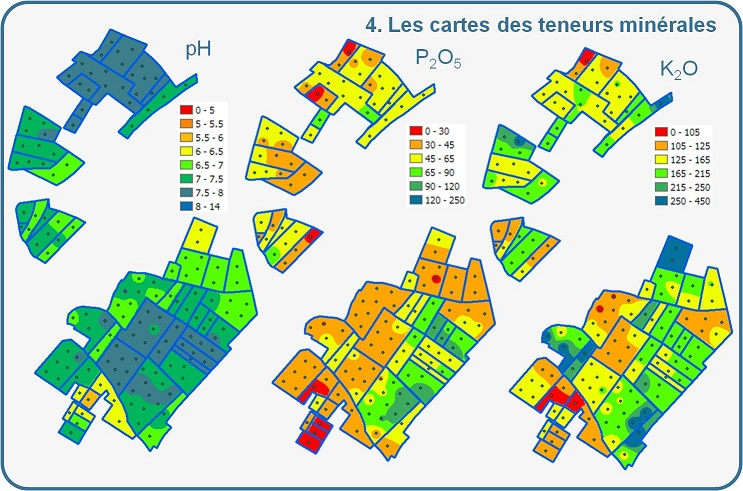 4. Les cartes des teneurs minérales
pH
P₂O₅
K₂O
0 - 5
5 - 5.5
5.5 - 6
6 - 6.5
6.5 - 7
7 - 7.5
7.5 - 8
8 - 14
0 - 30
30 - 45
45 - 65
65 - 90
90 - 120
120 - 250
0 - 105
105 - 125
125 - 165
165 - 215
215 - 250
250 - 450